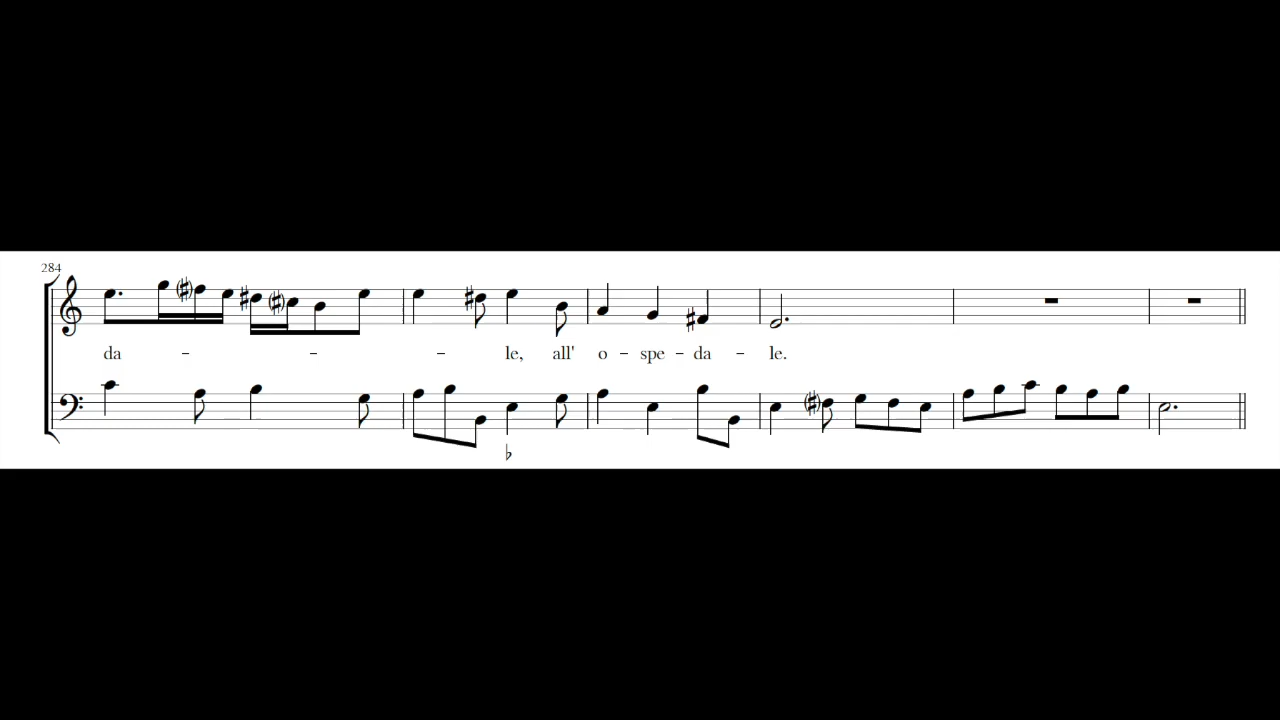 284
da - - - le, all' o - spe - da - le.